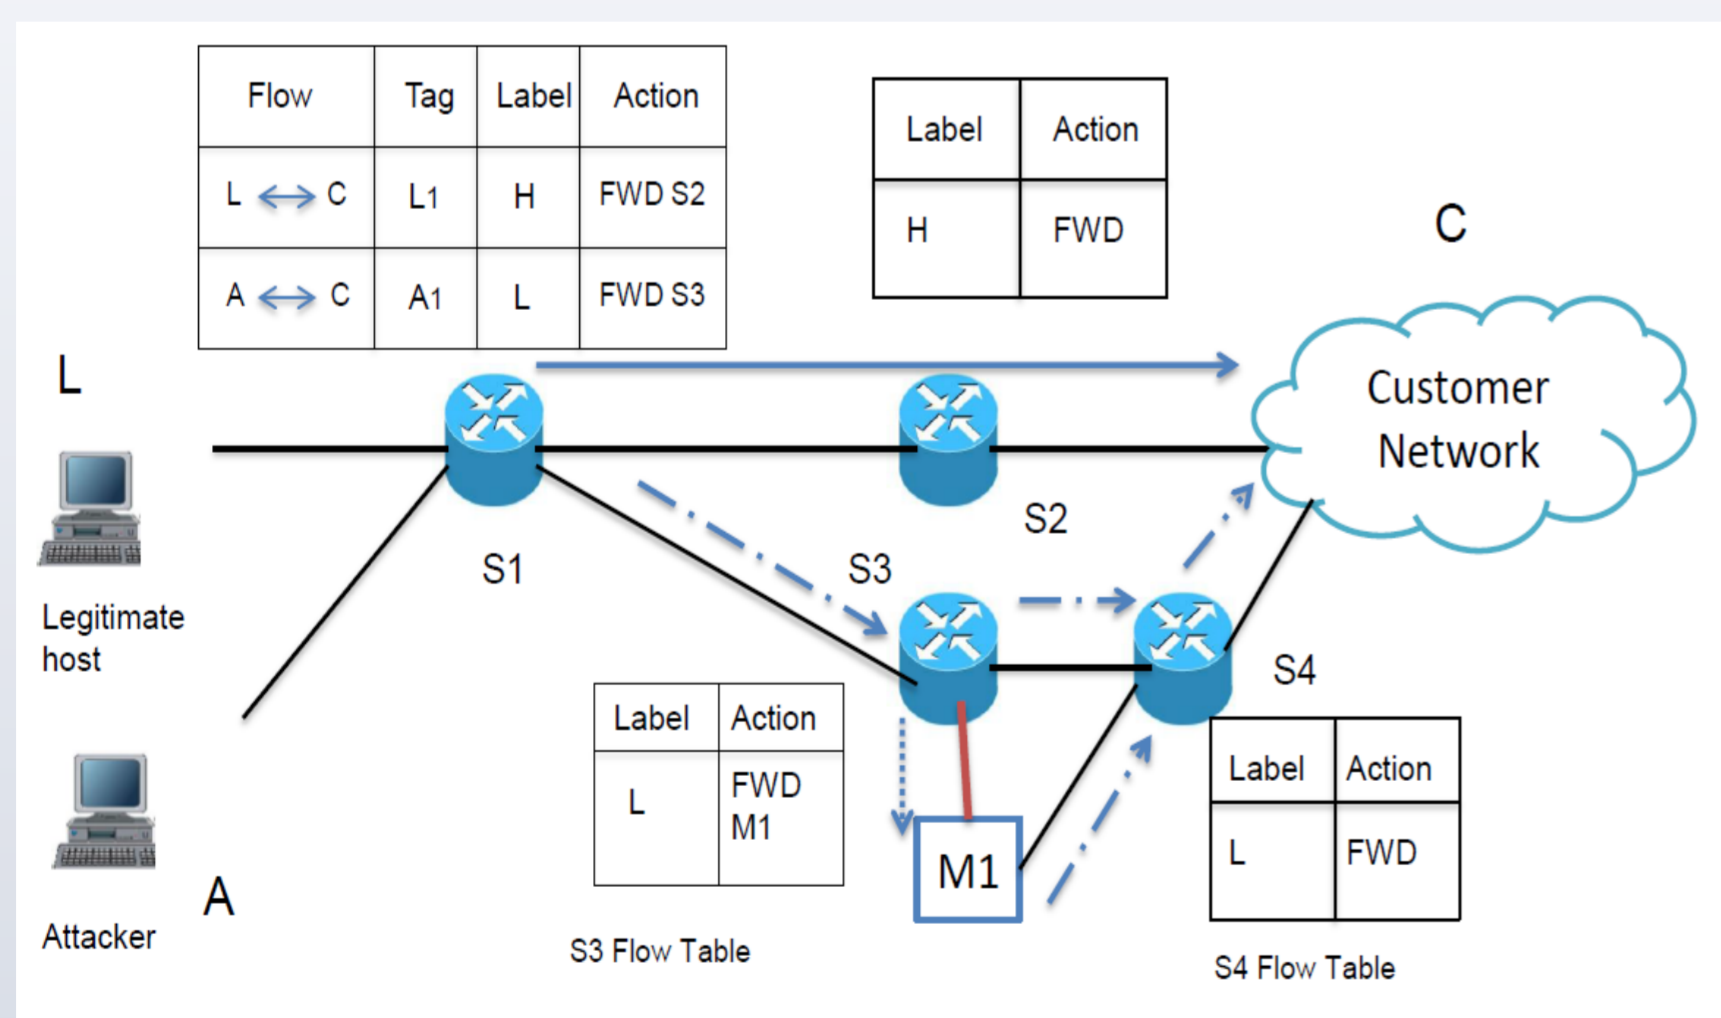 Flow Tag Label Action
L C L1 H FWD S2
A C A1 L FWD S3
Label Action
H FWD
C
L
Customer
Network
S2
S1
S3
Legitimate
host
S4
Label Action
L FWD
M1
Label Action
L FWD
M1
A
Attacker
S3 Flow Table
S4 Flow Table